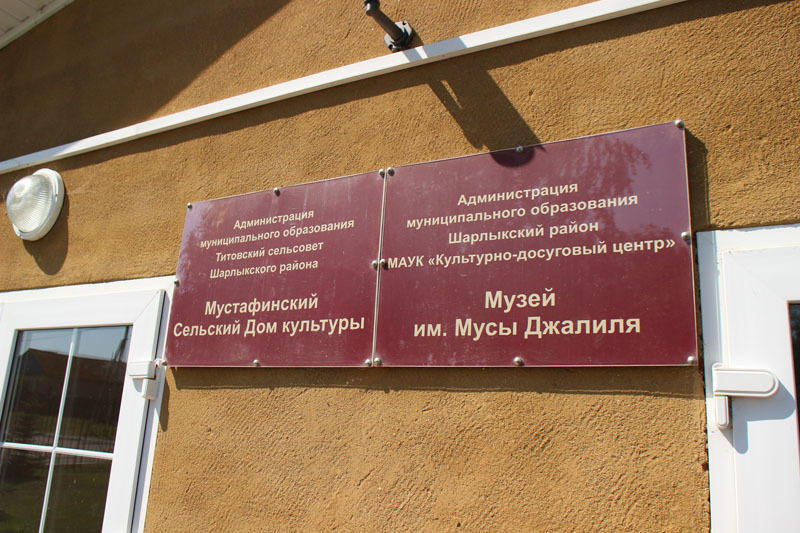 Администрация
муниципального образования
Титовский сельсовет
Шарлыкского района
Мустафинский
Сельский Дом культуры
Администрация
муниципального образования
Шарлыкский район
МАУК «Культурно-досуговый центр»
Музей
им. Мусы Джалиля